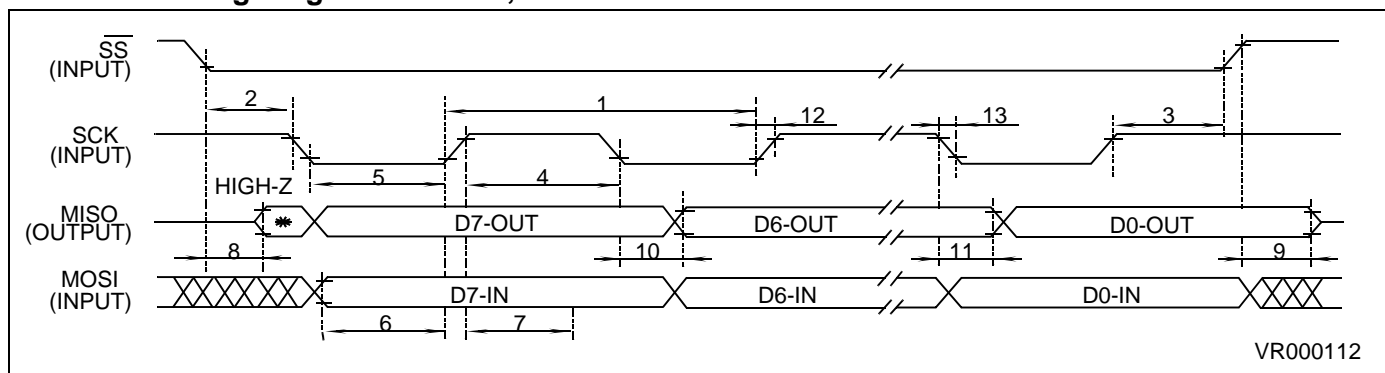 SS
(INPUT)
2
1
12
13
3
SCK
(INPUT)
5
4
HIGH-Z
MISO
(OUTPUT)
D7-OUT
D6-OUT
D0-OUT
8
10
11
9
MOSI
(INPUT)
D7-IN
D6-IN
D0-IN
6
7
VR000112